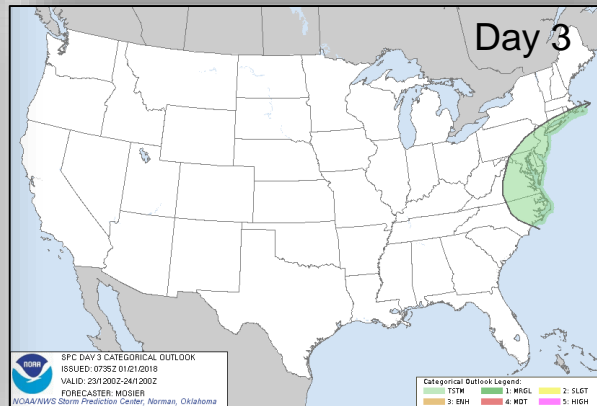 Day 3
NOAA
SPC DAY 3 CATEGORICAL OUTLOOK
ISSUED: 0735Z 01/21/2018
VALID: 23/1200Z-24/1200Z
FORECASTER: MOSIER
NOAA/NWS Storm Prediction Center, Norman, Oklahoma
Categorical Outlook Legend:
TSTM 1: MRGL 2: SLGT
3: ENH 4: MDT 5: HIGH